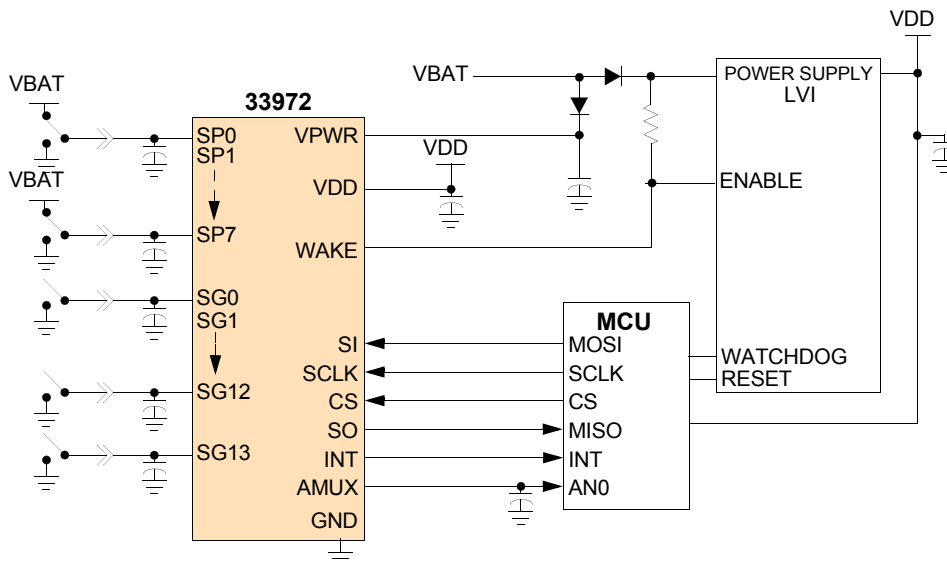 VDD
VBAT
POWER SUPPLY
LVI
VBAT
33972
SP0
SP1
VPWR
VDD
VBAT
VDD
ENABLE
SP7
WAKE
SG0
SG1
MCU
SI
MOSI
WATCHDOG
SCLK
SCLK
RESET
SG12
CS
CS
SO
MISO
SG13
INT
INT
AMUX
AN0
GND